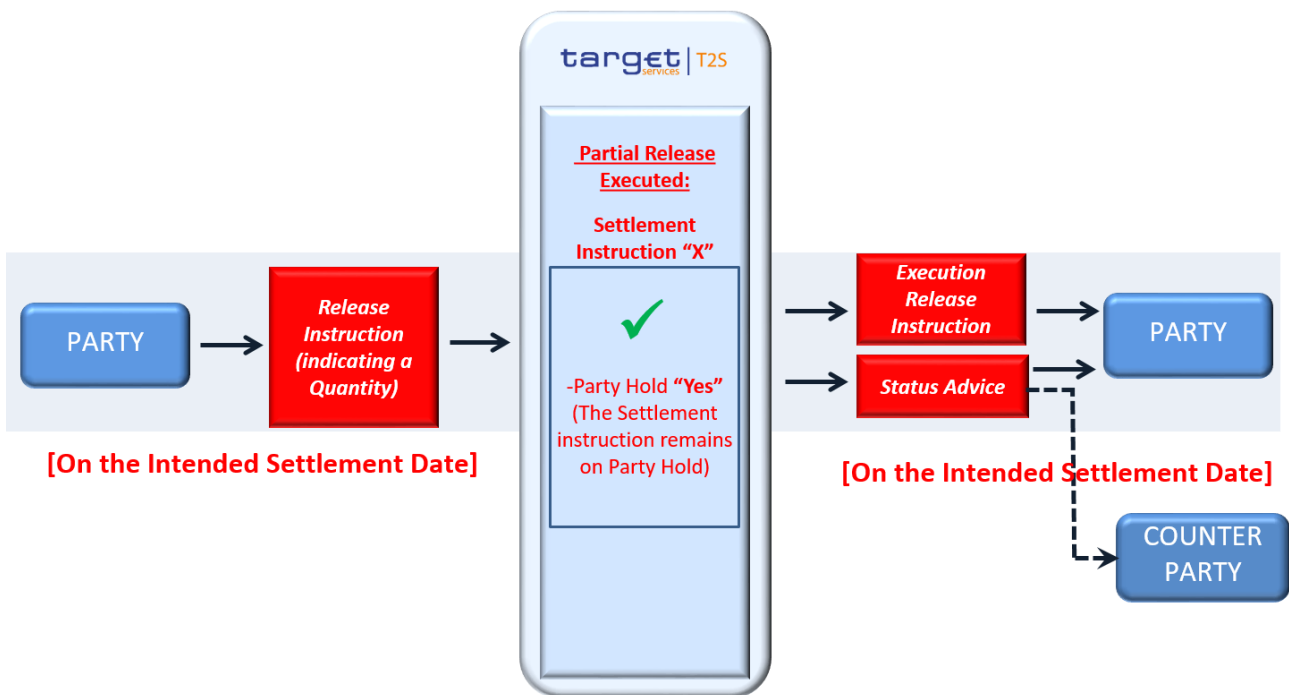 target | T2S
services
Partial Release
Executed:
Settlement
Instruction “X”
PARTY
Release
Instruction
(indicating a
Quantity)
-Party Hold “Yes”
(The Settlement
instruction remains
on Party Hold)
Execution
Release
Instruction
Status Advice
PARTY
[On the Intended Settlement Date]
[On the Intended Settlement Date]
COUNTER
PARTY